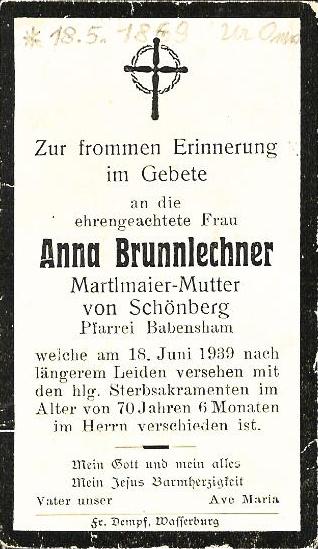 * 18.5. 1869 Ur Oma
Zur frommen Erinnerung
im Gebete
an die
ehrengeachtete Frau
Anna Brunnlechner
Martlmaier-Mutter
von Schönberg
Pfarrei Babensham
welche am 18. Juni 1939 nach
längerem Leiden versehen mit
den hlg. Sterbsakramenten im
Alter von 70 Jahren 6 Monaten
im Herrn verschieden ist.
Mein Gott und mein alles
Mein Jesus Barmherzigkeit
Vater unser Ave Maria
Fr. Dempf, Wasserburg